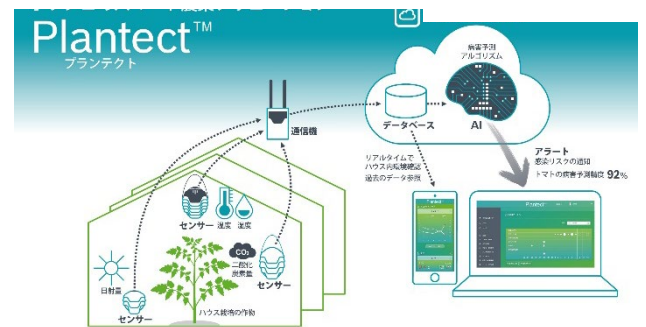 Plantect™
プランテクト
病害予測
アルゴリズム
通信機
データベース
AI
リアルタイムで
ハウス内環境確認
過去のデータ参照
アラート
感染リスクの通知
トマトの病害予測精度 92%
センサー
温度
湿度
CO₂
二酸化
炭素量
センサー
日射量
センサー
ハウス栽培の作物
Plantect